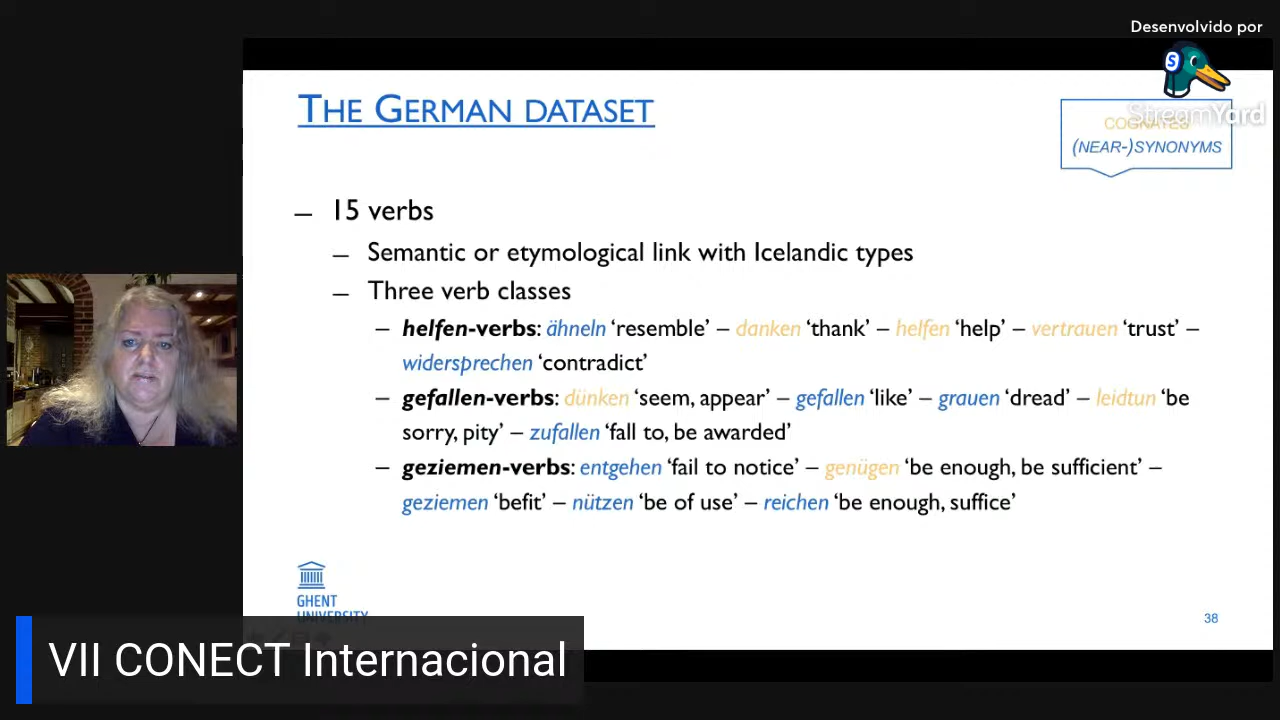 Desenvolvido por
StreamYard
THE GERMAN DATASET
COGNATES
(NEAR-)SYNONYMS
– 15 verbs
– Semantic or etymological link with Icelandic types
– Three verb classes
– helfen-verbs: ähneln ‘resemble’ – danken ‘thank’ – helfen ‘help’ – vertrauen ‘trust’ –
widersprechen ‘contradict’
– gefallen-verbs: dünken ‘seem, appear’ – gefallen ‘like’ – grauen ‘dread’ – leidtun ‘be
sorry, pity’ – zufallen ‘fall to, be awarded’
– geziemen-verbs: entgehen ‘fail to notice’ – genügen ‘be enough, be sufficient’ –
geziemen ‘befit’ – nützen ‘be of use’ – reichen ‘be enough, suffice’
GHENT
UNIVERSITY
38
VII CONECT Internacional